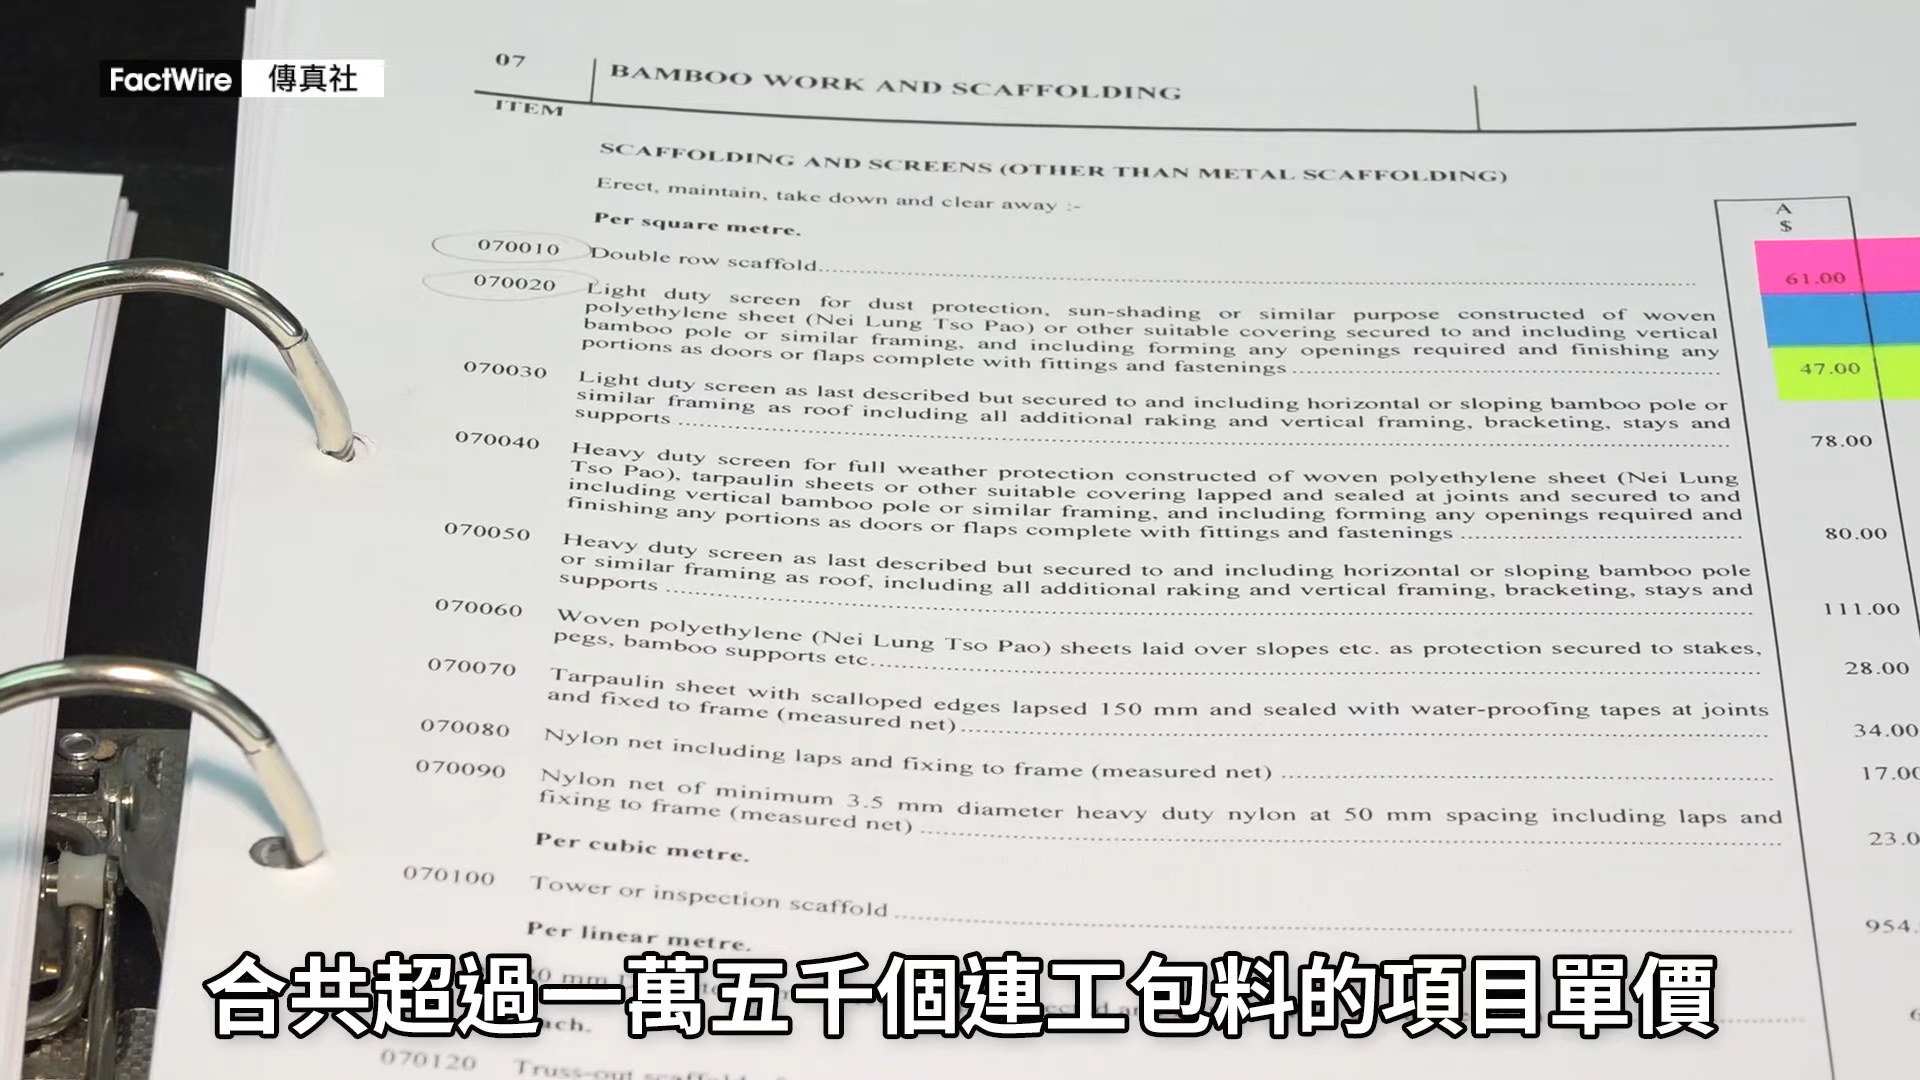 FactWire 傳真社
07 BAMBOO WORK AND SCAFFOLDING
ITEM
SCAFFOLDING AND SCREENS (OTHER THAN METAL SCAFFOLDING)
Erect, maintain, take down and clear away :-
A
$
Per square metre.
070010 Double row scaffold 61.00
070020 Light duty screen for dust protection, sun-shading or similar purpose constructed of woven
polyethylene sheet (Nei Lung Tso Pao) or other suitable covering secured to and including vertical
bamboo pole or similar framing, and including forming any openings required and finishing any
portions as doors or flaps complete with fittings and fastenings 47.00
070030 Light duty screen as last described but secured to and including horizontal or sloping bamboo pole or
similar framing as roof including all additional raking and vertical framing, bracketing, stays and
supports 78.00
070040 Heavy duty screen for full weather protection constructed of woven polyethylene sheet (Nei Lung
Tso Pao), tarpaulin sheets or other suitable covering lapped and sealed at joints and secured to and
including vertical bamboo pole or similar framing, and including forming any openings required and
finishing any portions as doors or flaps complete with fittings and fastenings 80.00
070050 Heavy duty screen as last described but secured to and including horizontal or sloping bamboo pole
or similar framing as roof, including all additional raking and vertical framing, bracketing, stays and
supports 111.00
070060 Woven polyethylene (Nei Lung Tso Pao) sheets laid over slopes etc. as protection secured to stakes,
pegs, bamboo supports etc. 28.00
070070 Tarpaulin sheet with scalloped edges lapsed 150 mm and sealed with water-proofing tapes at joints
and fixed to frame (measured net) 34.00
070080 Nylon net including laps and fixing to frame (measured net) 17.00
070090 Nylon net of minimum 3.5 mm diameter heavy duty nylon at 50 mm spacing including laps and
fixing to frame (measured net) 23.0
Per cubic metre.
070100 Tower or inspection scaffold 954.
Per linear metre.
合共超過一萬五千個連工包料的項目單價
070120